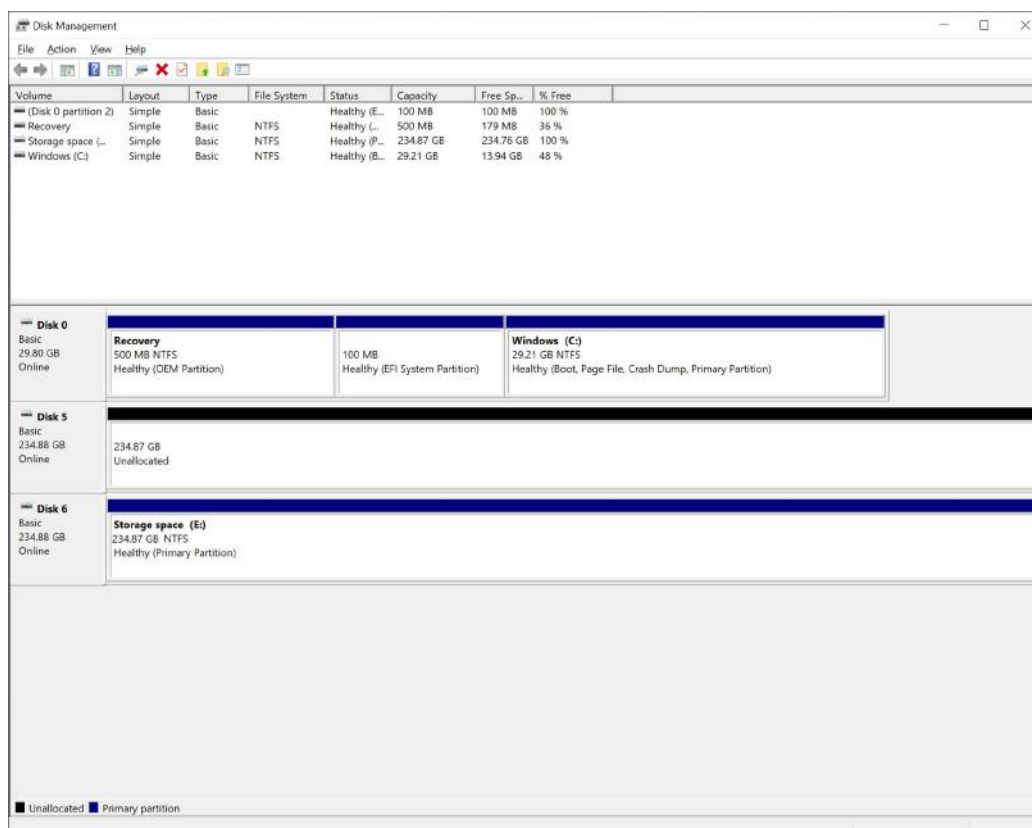 Disk Management
File Action View Help
Volume Layout Type File System Status Capacity Free Sp... % Free
(Disk 0 partition 2) Simple Basic Healthy (E... 100 MB 100 MB 100 %
Recovery Simple Basic NTFS Healthy (... 500 MB 179 MB 36 %
Storage space (... Simple Basic NTFS Healthy (P... 234.87 GB 234.76 GB 100 %
Windows (C:) Simple Basic NTFS Healthy (B... 29.21 GB 13.94 GB 48 %
Disk 0
Basic
29.80 GB
Online
Recovery
500 MB NTFS
Healthy (OEM Partition)
100 MB
Healthy (EFI System Partition)
Windows (C:)
29.21 GB NTFS
Healthy (Boot, Page File, Crash Dump, Primary Partition)
Disk 5
Basic
234.88 GB
Online
234.87 GB
Unallocated
Disk 6
Basic
234.88 GB
Online
Storage space (E:)
234.87 GB NTFS
Healthy (Primary Partition)
Unallocated Primary partition